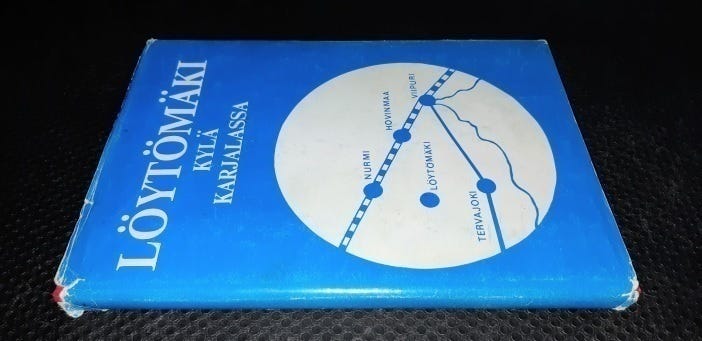 LÖYTÖMÄKI
KYLÄ
KARJALASSA
VIIPURI
HOVINMAA
NURMI
LÖYTÖMÄKI
TERVAJOKI